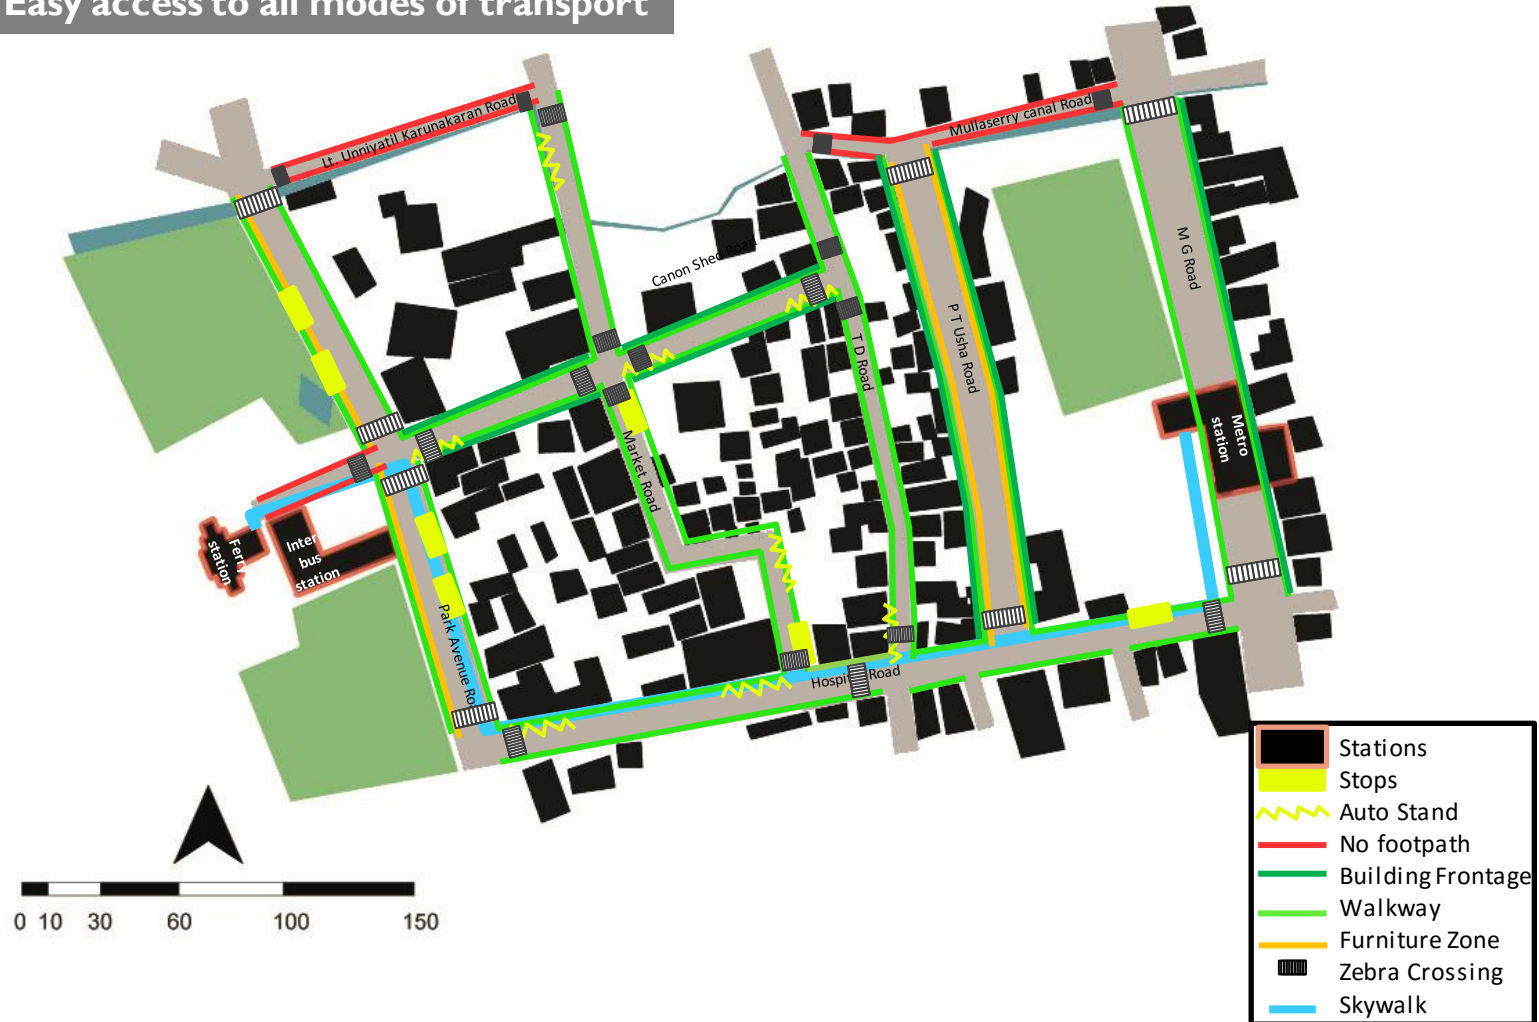 Easy access to all modes of transport
Lt. Unniyatil Karunakaran Road
Mullaserry canal Road
Canon Shed Road
M G Road
P T Usha Road
T D Road
Market Road
Metro
station
Ferry
station
Inter
bus
station
Park Avenue Ro
Hospi Road
Stations
Stops
Auto Stand
No footpath
Building Frontage
Walkway
Furniture Zone
Zebra Crossing
Skywalk
0 10 30 60 100 150